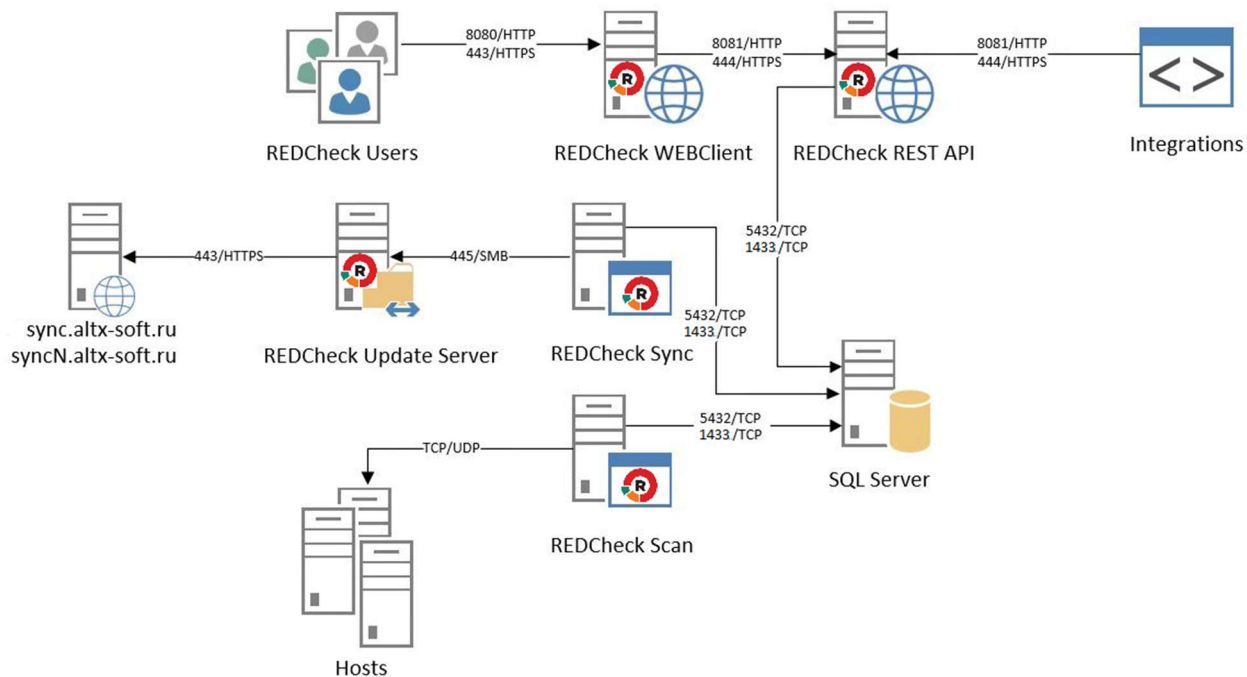 8080/HTTP
443/HTTPS
8081/HTTP
444/HTTPS
8081/HTTP
444/HTTPS
R
R
REDCheck Users
REDCheck WEBClient
REDCheck REST API
Integrations
443/HTTPS
445/SMB
5432/TCP
1433/TCP
R
R
5432/TCP
1433/TCP
sync.altx-soft.ru
syncN.altx-soft.ru
REDCheck Update Server
REDCheck Sync
TCP/UDP
5432/TCP
1433/TCP
R
SQL Server
REDCheck Scan
Hosts